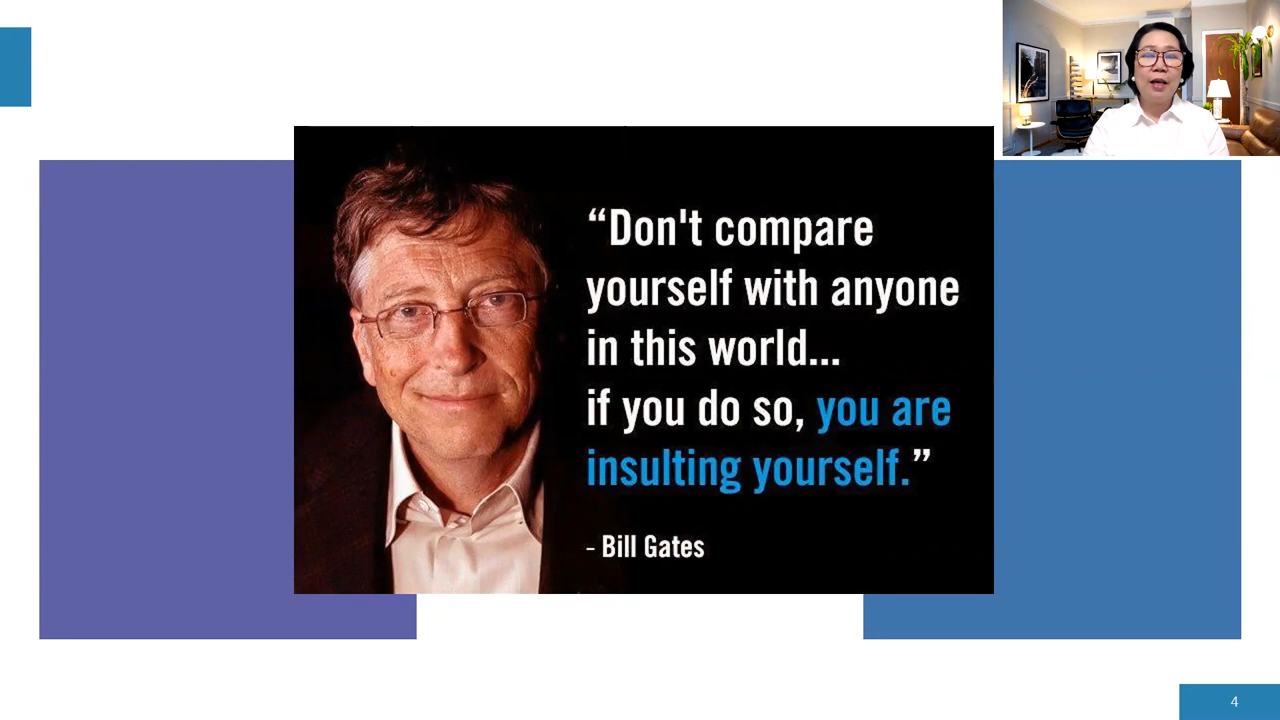 “Don't compare
yourself with anyone
in this world...
if you do so, you are
insulting yourself.”
- Bill Gates
4